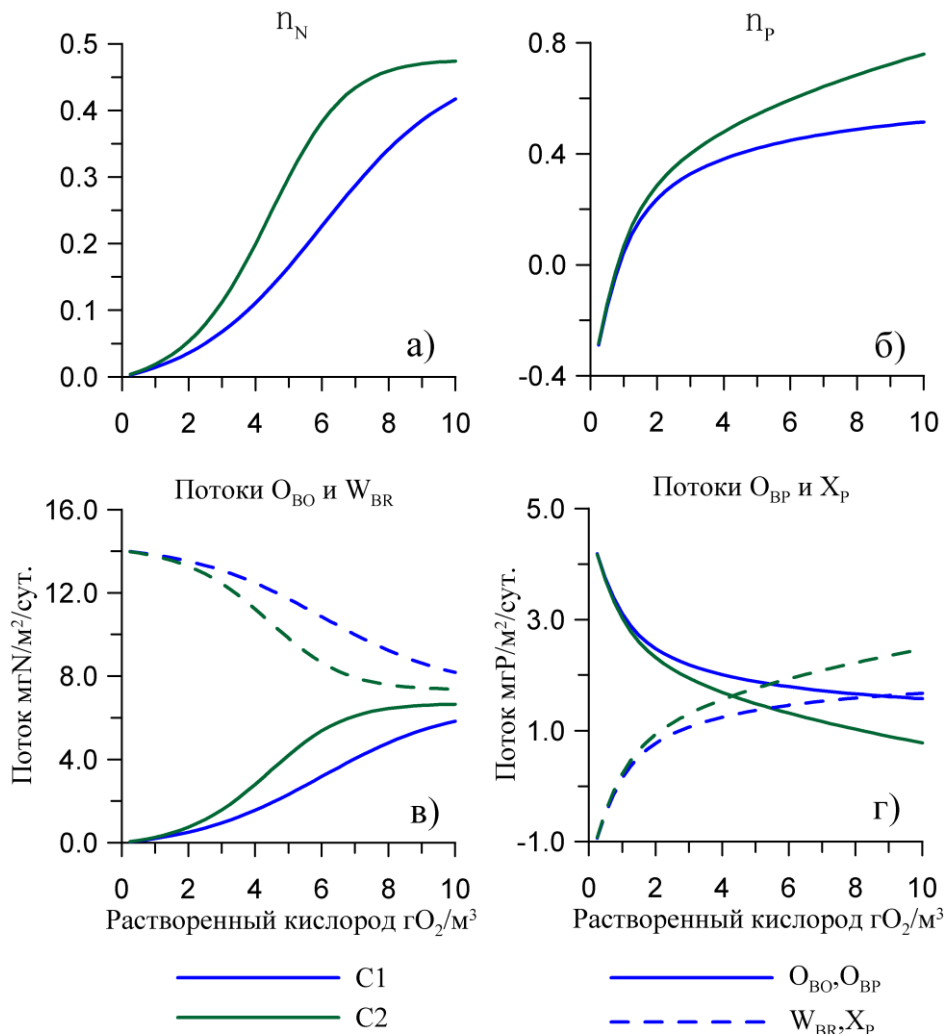 n_N
0.5
0.4
0.3
0.2
0.1
0.0
0 2 4 6 8 10
а)
n_P
0.8
0.4
0.0
-0.4
0 2 4 6 8 10
б)
Потоки O_BO и W_BR
16.0
12.0
8.0
4.0
0.0
0 2 4 6 8 10
Поток мгN/м²/сут.
в)
Растворенный кислород гO₂/м³
Потоки O_BP и X_P
5.0
3.0
1.0
-1.0
0 2 4 6 8 10
Поток мгP/м²/сут.
г)
Растворенный кислород гO₂/м³
C1
C2
O_BO,O_BP
W_BR,X_P